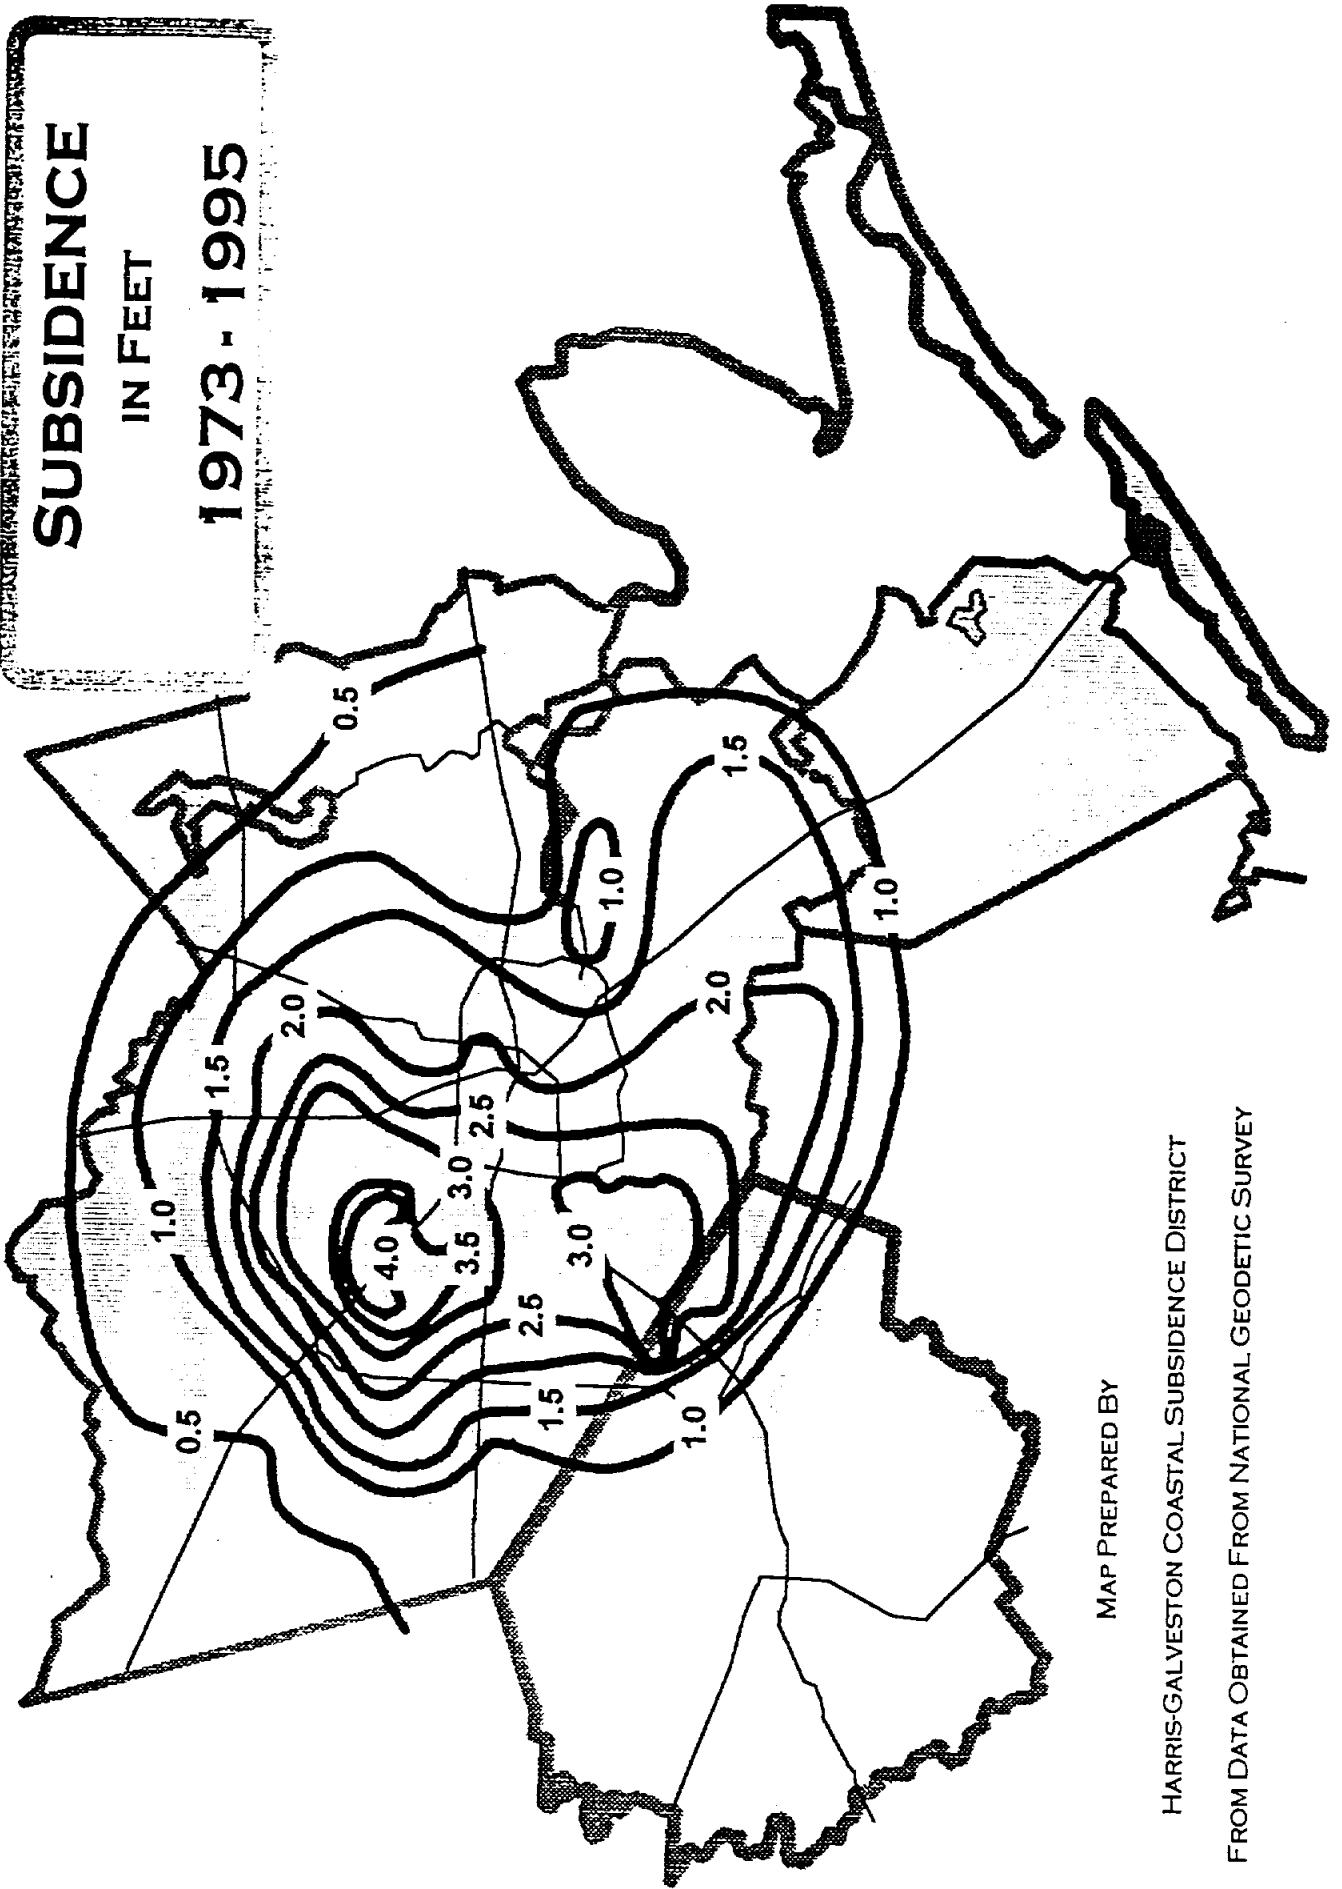 SUBSIDENCE
IN FEET
1973 - 1995
0.5
1.5
1.0
1.0
2.0
2.0
1.5
2.5
3.0
1.0
4.0
3.5
3.0
2.5
1.5
1.0
0.5
MAP PREPARED BY
HARRIS-GALVESTON COASTAL SUBSIDENCE DISTRICT
FROM DATA OBTAINED FROM NATIONAL GEODETIC SURVEY